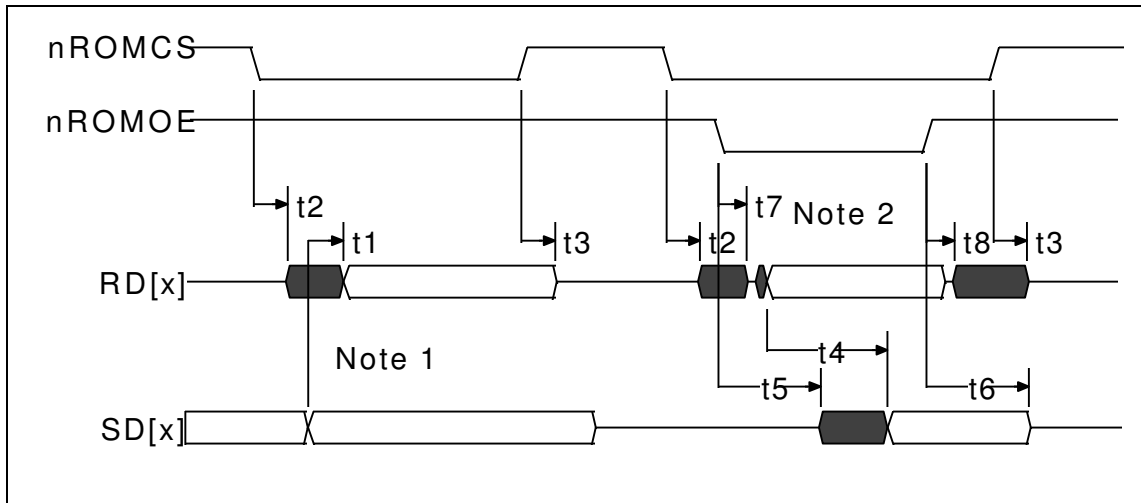 nROMCS
nROMOE
t2
t7
Note 2
t1
t3
t2
t8
t3
RD[x]
Note 1
t4
t5
t6
SD[x]